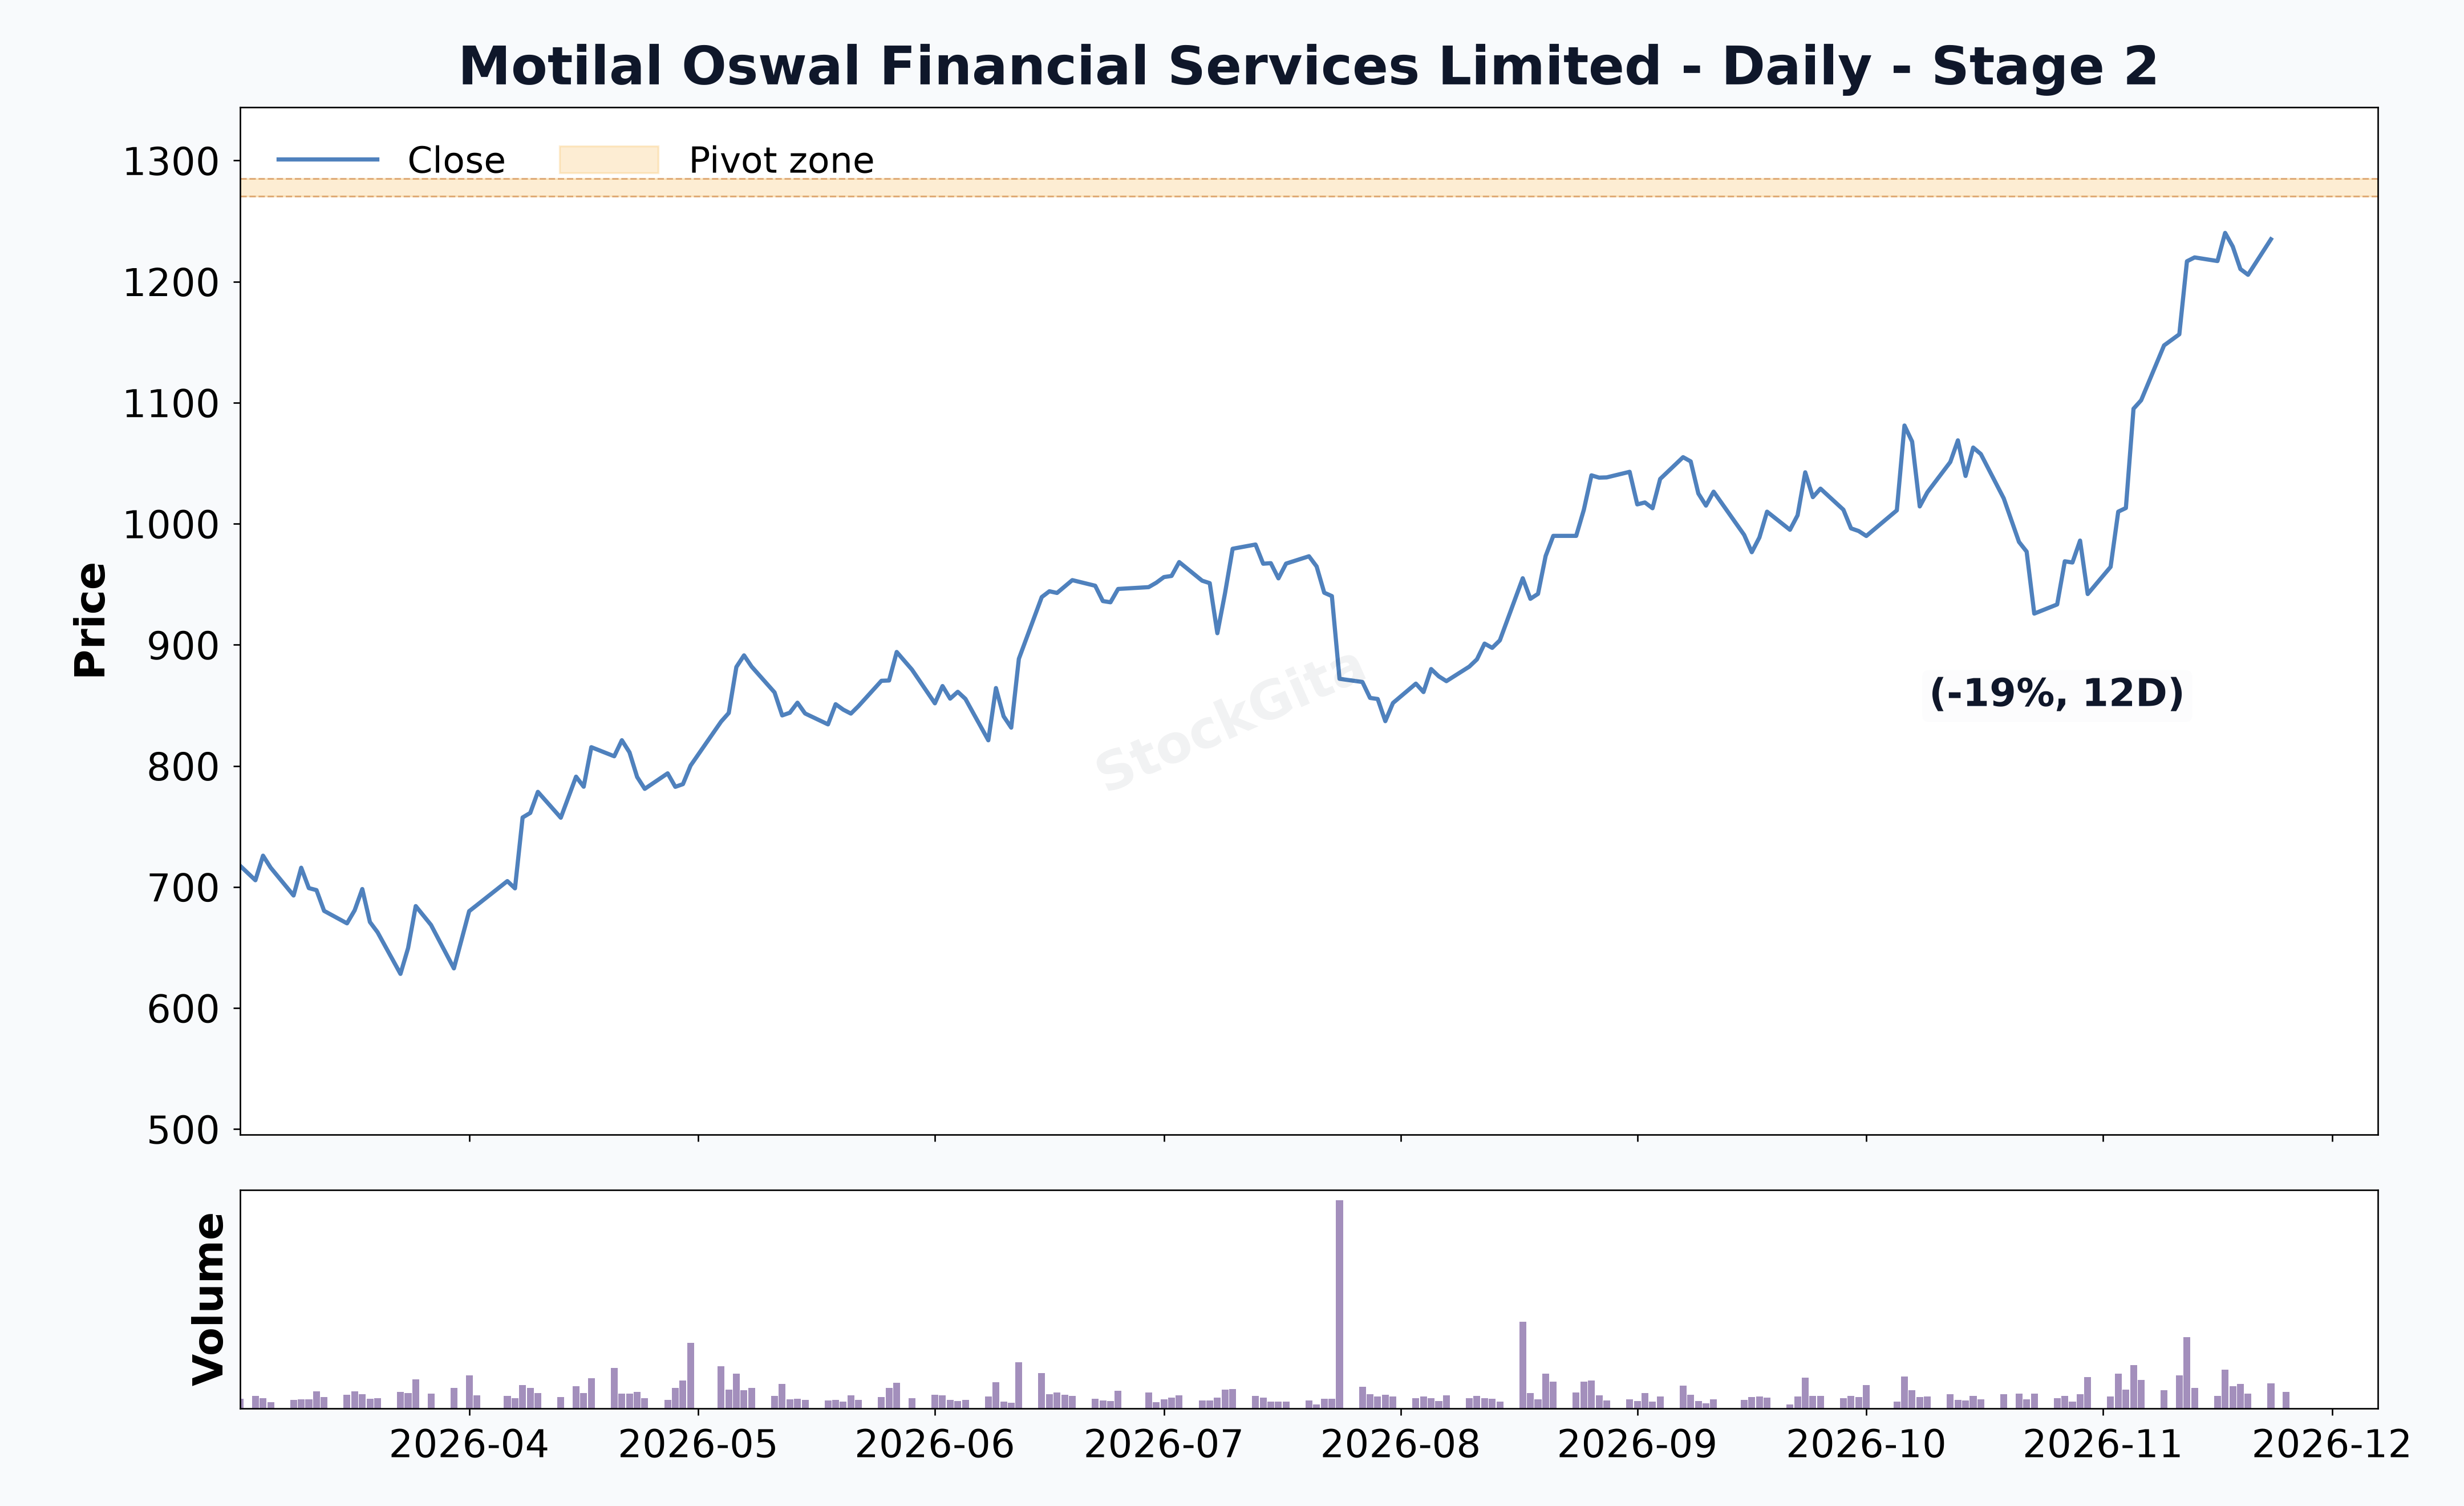 Motilal Oswal Financial Services Limited - Daily - Stage 2
Close
Pivot zone
1300
1200
1100
1000
900
800
700
600
500
Price
StockGita
(-19%, 12D)
Volume
2026-04
2026-05
2026-06
2026-07
2026-08
2026-09
2026-10
2026-11
2026-12